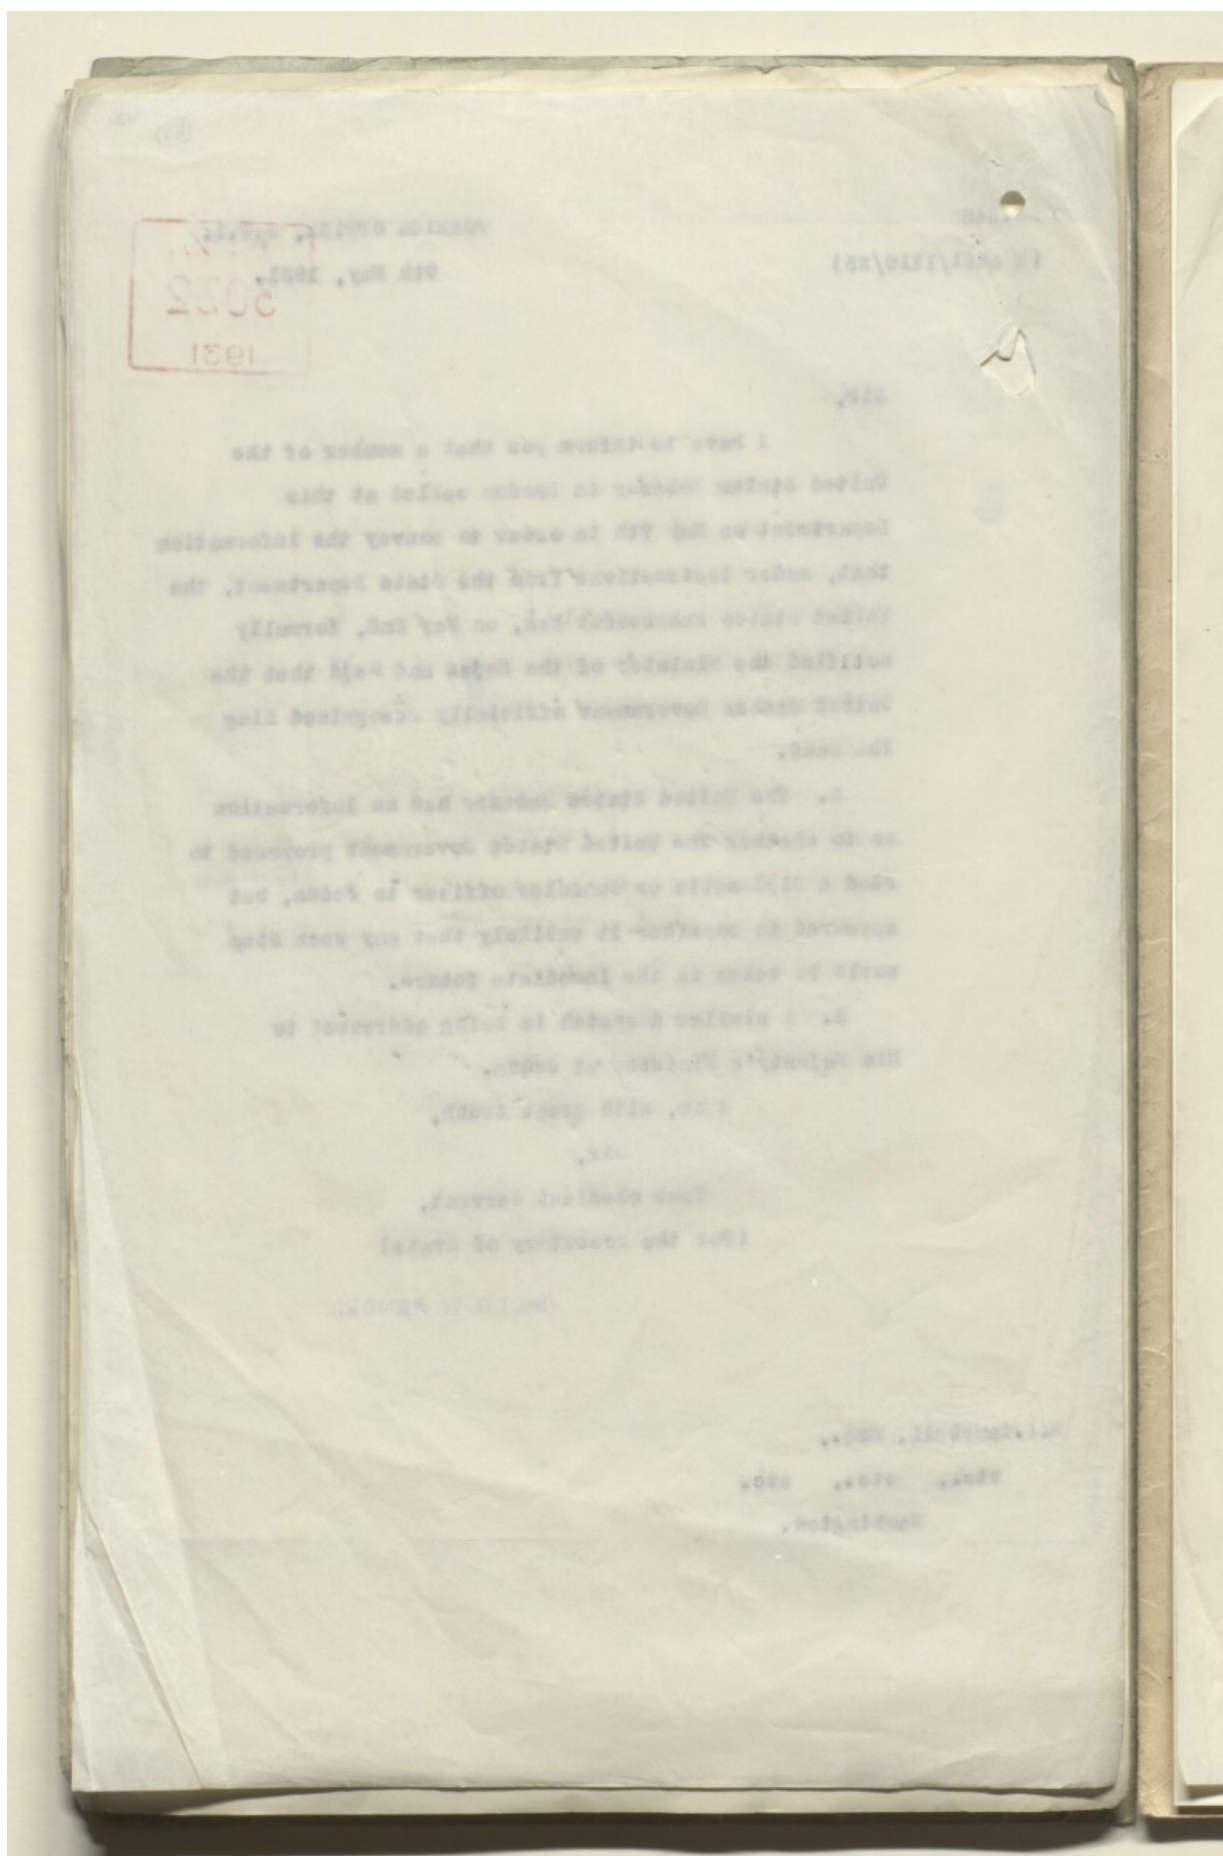 FOREIGN OFFICE, S.W.1.
9th May, 1931.
3032
1931
Sir,
I have to inform you that a member of the
United States Embassy in London called at this
Department on May 7th in order to convey the information
that, under instructions from the State Department, the
United States Ambassador had, on May 2nd, formally
notified the Minister of the Hejaz and Nejd that the
United States Government officially recognised King
Ibn Saud.
2. The United States Embassy had no information
as to whether the United States Government proposed to
send a Diplomatic or Consular officer to Jedda, but
appeared to consider it unlikely that any such step
would be taken in the immediate future.
3. A similar despatch is being addressed to
His Majesty's Minister at Jedda.
I am, with great truth,
Sir,
Your obedient Servant,
(For the Secretary of State)
Campbell, Esq.,
etc., etc., etc.
Washington.